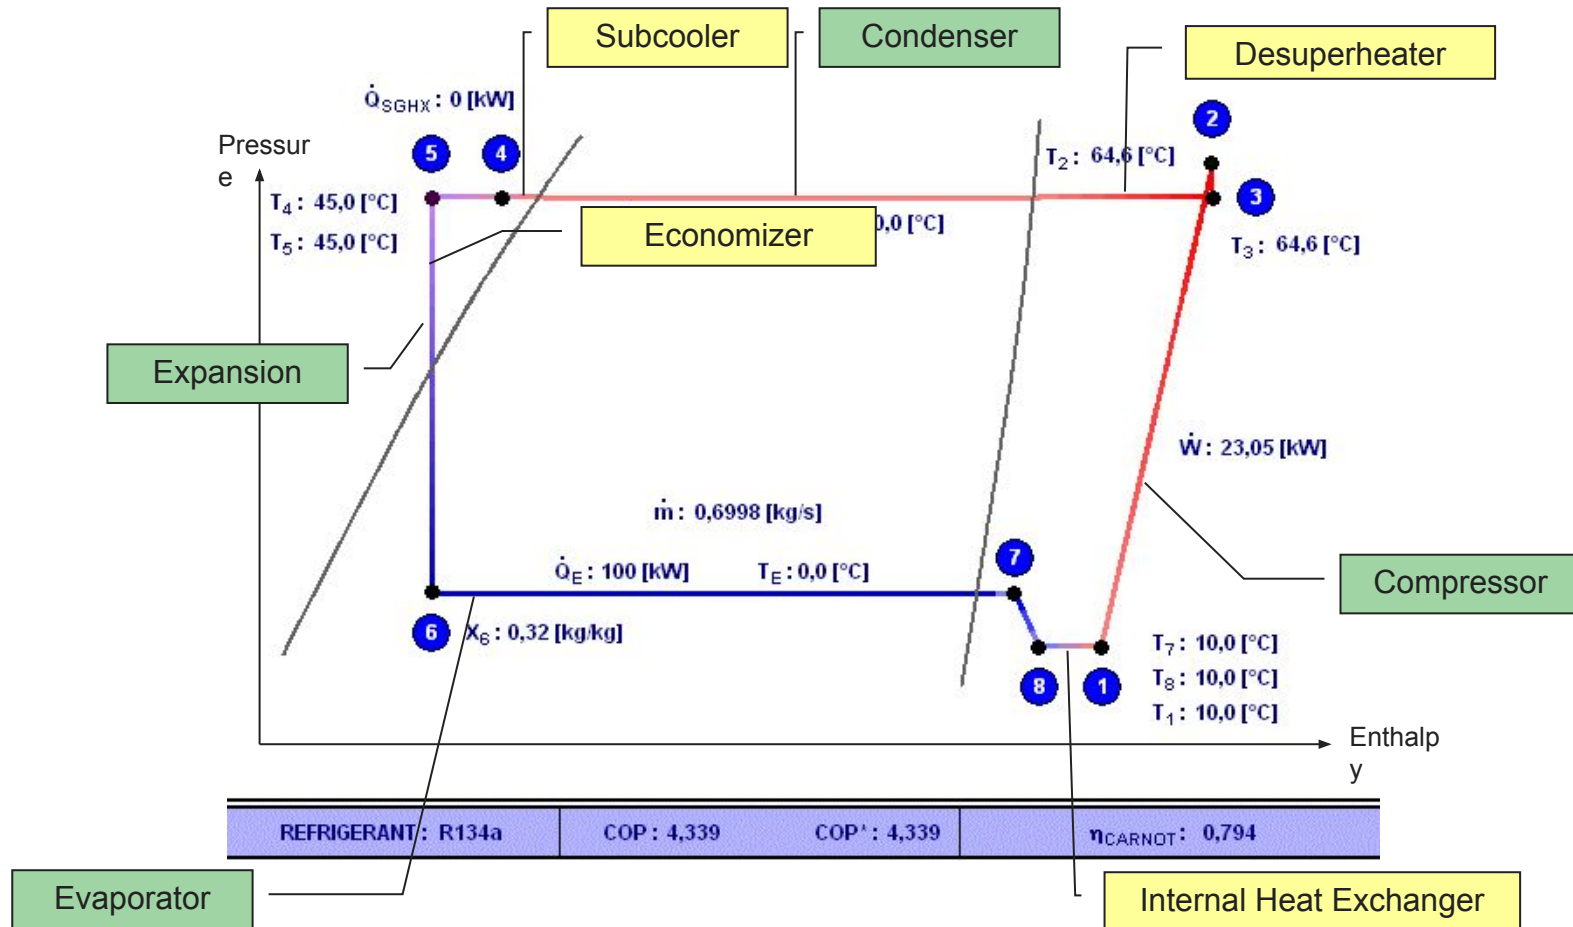 Subcooler
Condenser
Desuperheater
Q̇SGHX : 0 [kW]
Pressur
e
5
4
2
T2 : 64,6 [°C]
3
T4 : 45,0 [°C]
T5 : 45,0 [°C]
Economizer
0,0 [°C]
T3 : 64,6 [°C]
Expansion
Ẇ : 23,05 [kW]
ṁ : 0,6998 [kg/s]
7
Q̇E : 100 [kW]
TE : 0,0 [°C]
Compressor
6
X6 : 0,32 [kg/kg]
T7 : 10,0 [°C]
8
1
T8 : 10,0 [°C]
T1 : 10,0 [°C]
Enthalp
y
REFRIGERANT : R134a
COP : 4,339
COP* : 4,339
ηCARNOT : 0,794
Evaporator
Internal Heat Exchanger